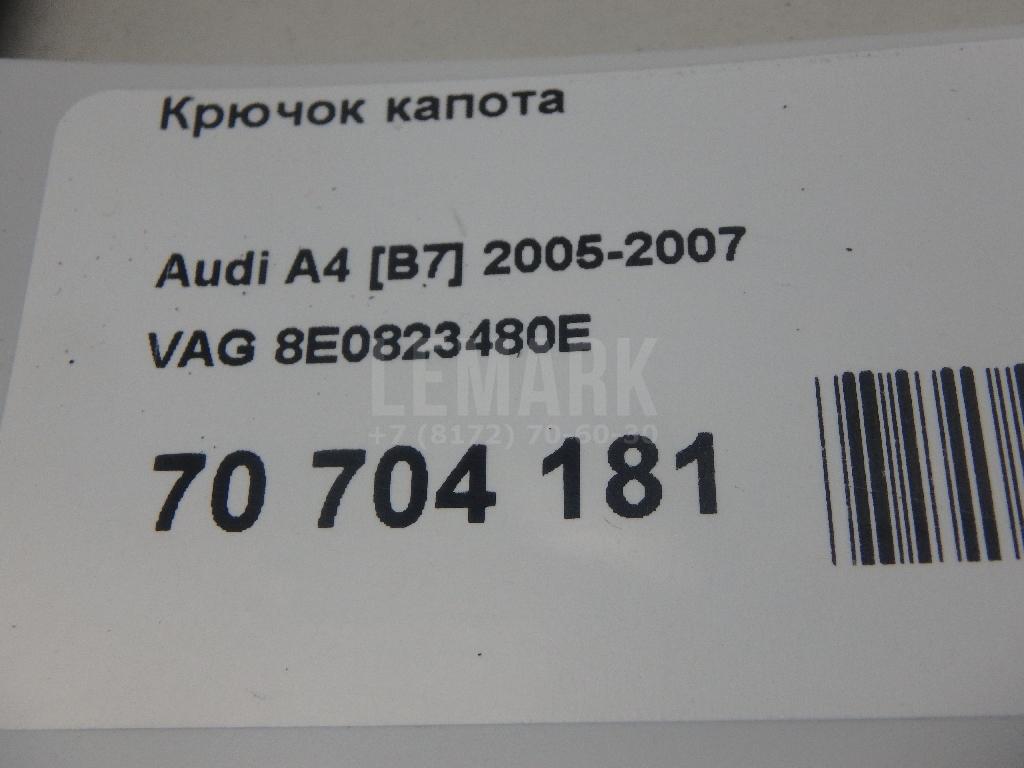 Крючок капота
Audi A4 [B7] 2005-2007
VAG 8E0823480E
LEMARK
+7 (8172) 70-60-30
70 704 181